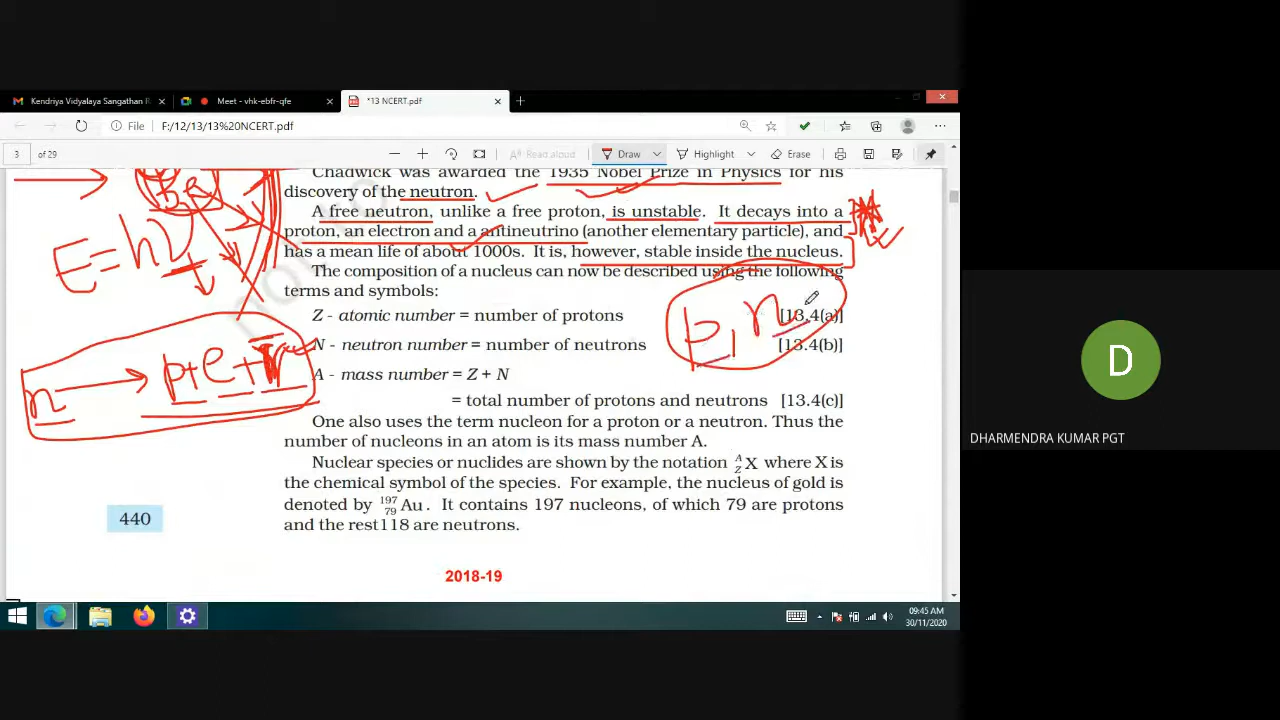 Kendriya Vidyalaya Sangathan R
Meet - vhk-ebfr-qfe
*13 NCERT.pdf
File
F:/12/13/13%20NCERT.pdf
3 of 29
Read aloud
Draw
Highlight
Erase
Chadwick was awarded the 1935 Nobel Prize in Physics for his
discovery of the neutron.
A free neutron, unlike a free proton, is unstable. It decays into a
proton, an electron and a antineutrino (another elementary particle), and
has a mean life of about 1000s. It is, however, stable inside the nucleus.
The composition of a nucleus can now be described using the following
terms and symbols:
Z - atomic number = number of protons [13.4(a)]
N - neutron number = number of neutrons [13.4(b)]
A - mass number = Z + N
= total number of protons and neutrons [13.4(c)]
One also uses the term nucleon for a proton or a neutron. Thus the
number of nucleons in an atom is its mass number A.
Nuclear species or nuclides are shown by the notation A Z X where X is
the chemical symbol of the species. For example, the nucleus of gold is
denoted by 197 79 Au. It contains 197 nucleons, of which 79 are protons
and the rest118 are neutrons.
E=hν
n → p+e+
p, n
440
2018-19
09:45 AM
30/11/2020
D
DHARMENDRA KUMAR PGT